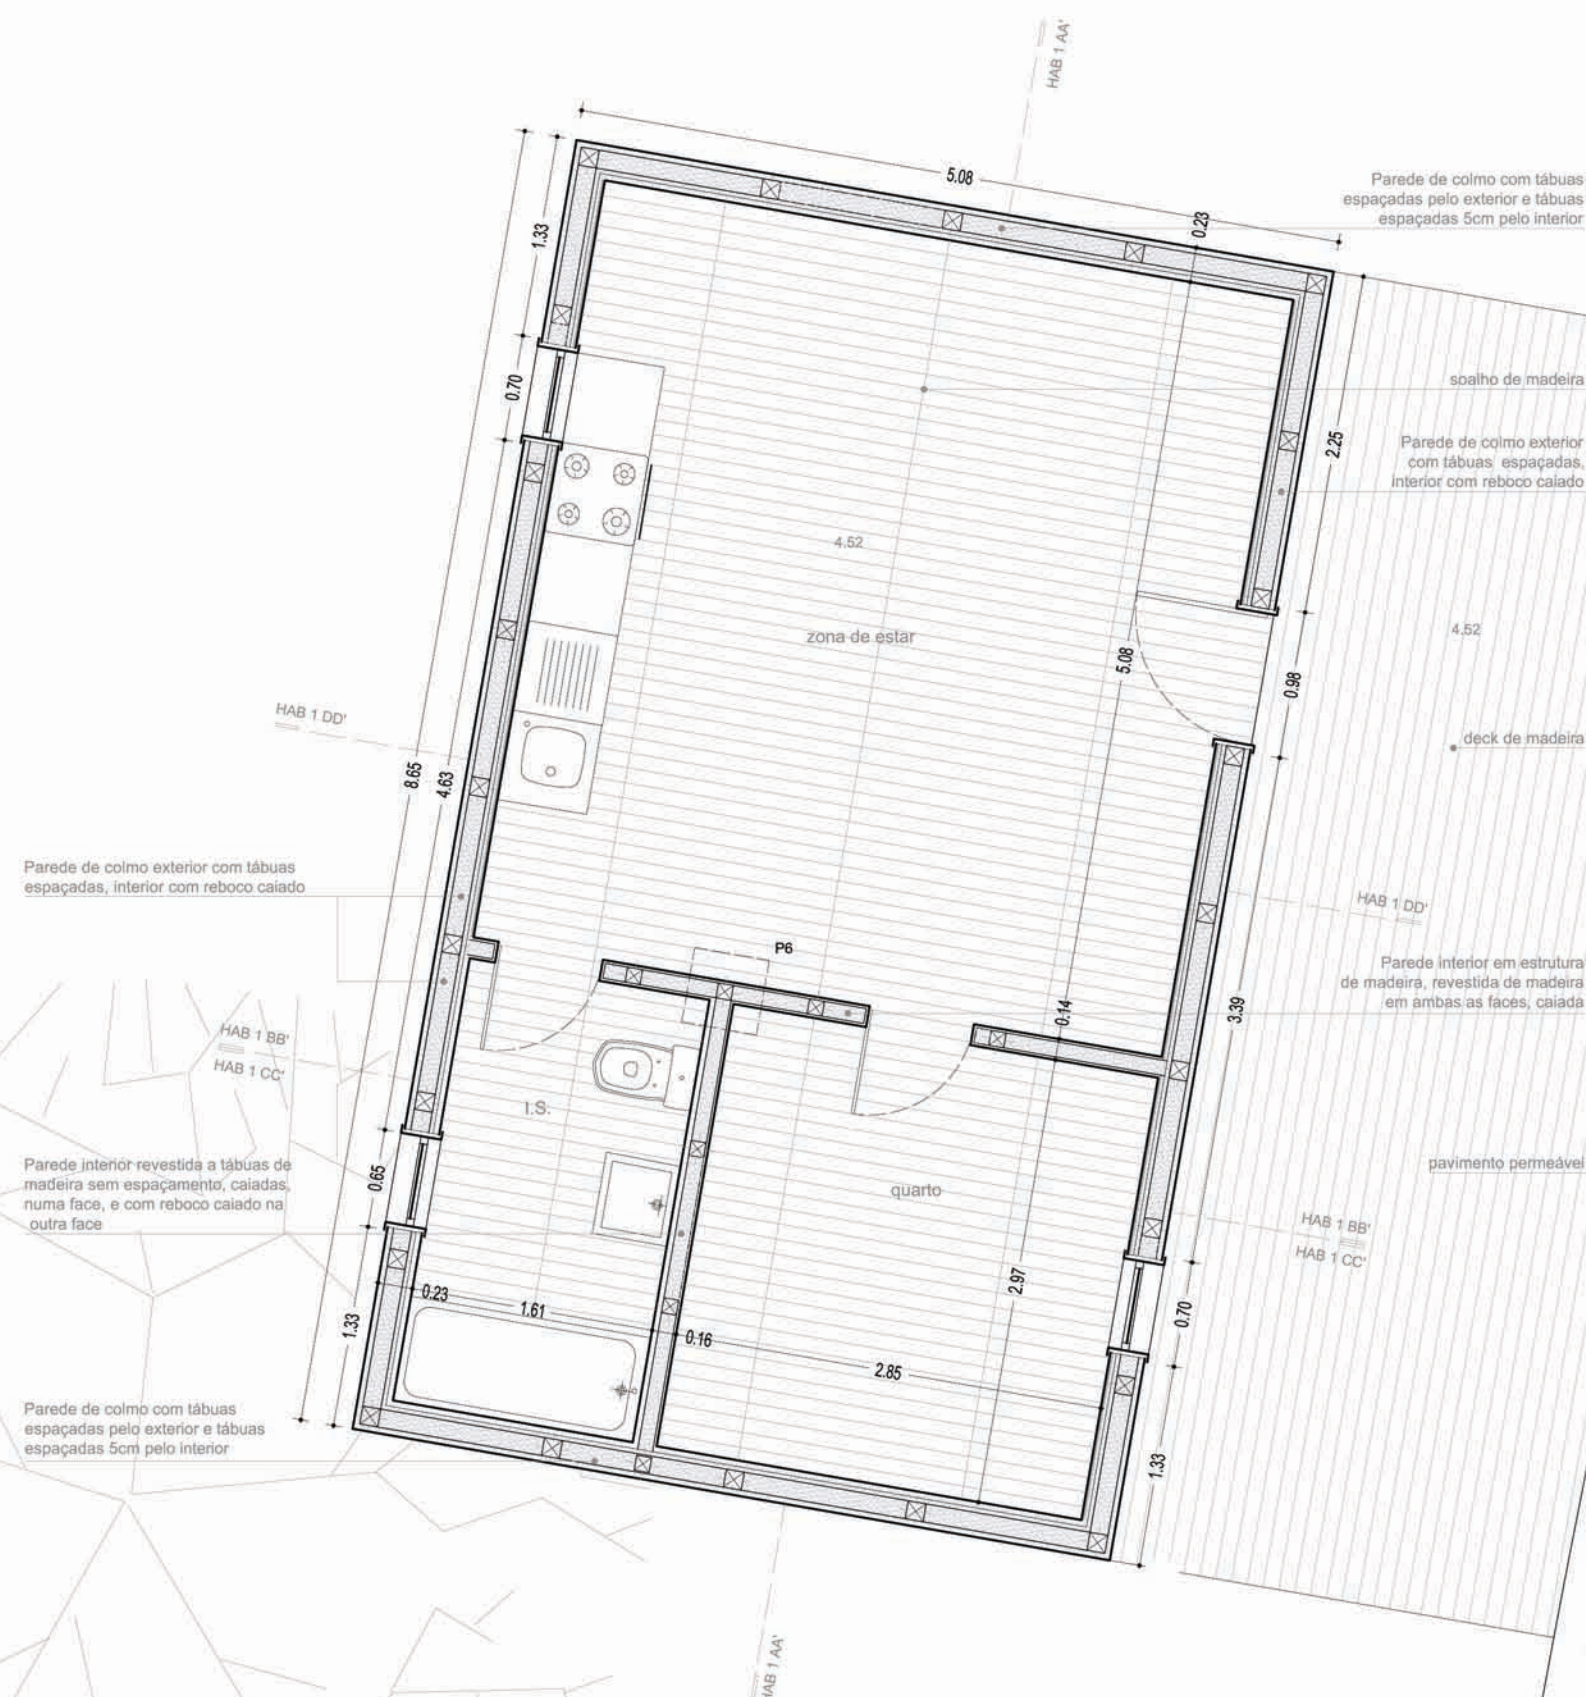 HAB 1 AA'
5.08
Parede de colmo com tábuas
espaçadas pelo exterior e tábuas
espaçadas 5cm pelo interior
0.23
1.33
0.70
soalho de madeira
2.25
Parede de colmo exterior
com tábuas espaçadas,
interior com reboco caiado
4.52
zona de estar
4.52
5.08
0.98
HAB 1 DD'
deck de madeira
8.65
4.63
Parede de colmo exterior com tábuas
espaçadas, interior com reboco caiado
HAB 1 DD'
P6
Parede interior em estrutura
de madeira, revestida de madeira
em ambas as faces, caiada
0.14
3.39
HAB 1 BB'
HAB 1 CC'
I.S.
Parede interior revestida a tábuas de
madeira sem espaçamento, caiadas,
numa face, e com reboco caiado na
outra face
0.65
quarto
pavimento permeável
HAB 1 BB'
HAB 1 CC'
2.97
0.23
1.61
0.16
2.85
0.70
1.33
Parede de colmo com tábuas
espaçadas pelo exterior e tábuas
espaçadas 5cm pelo interior
1.33
HAB 1 AA'